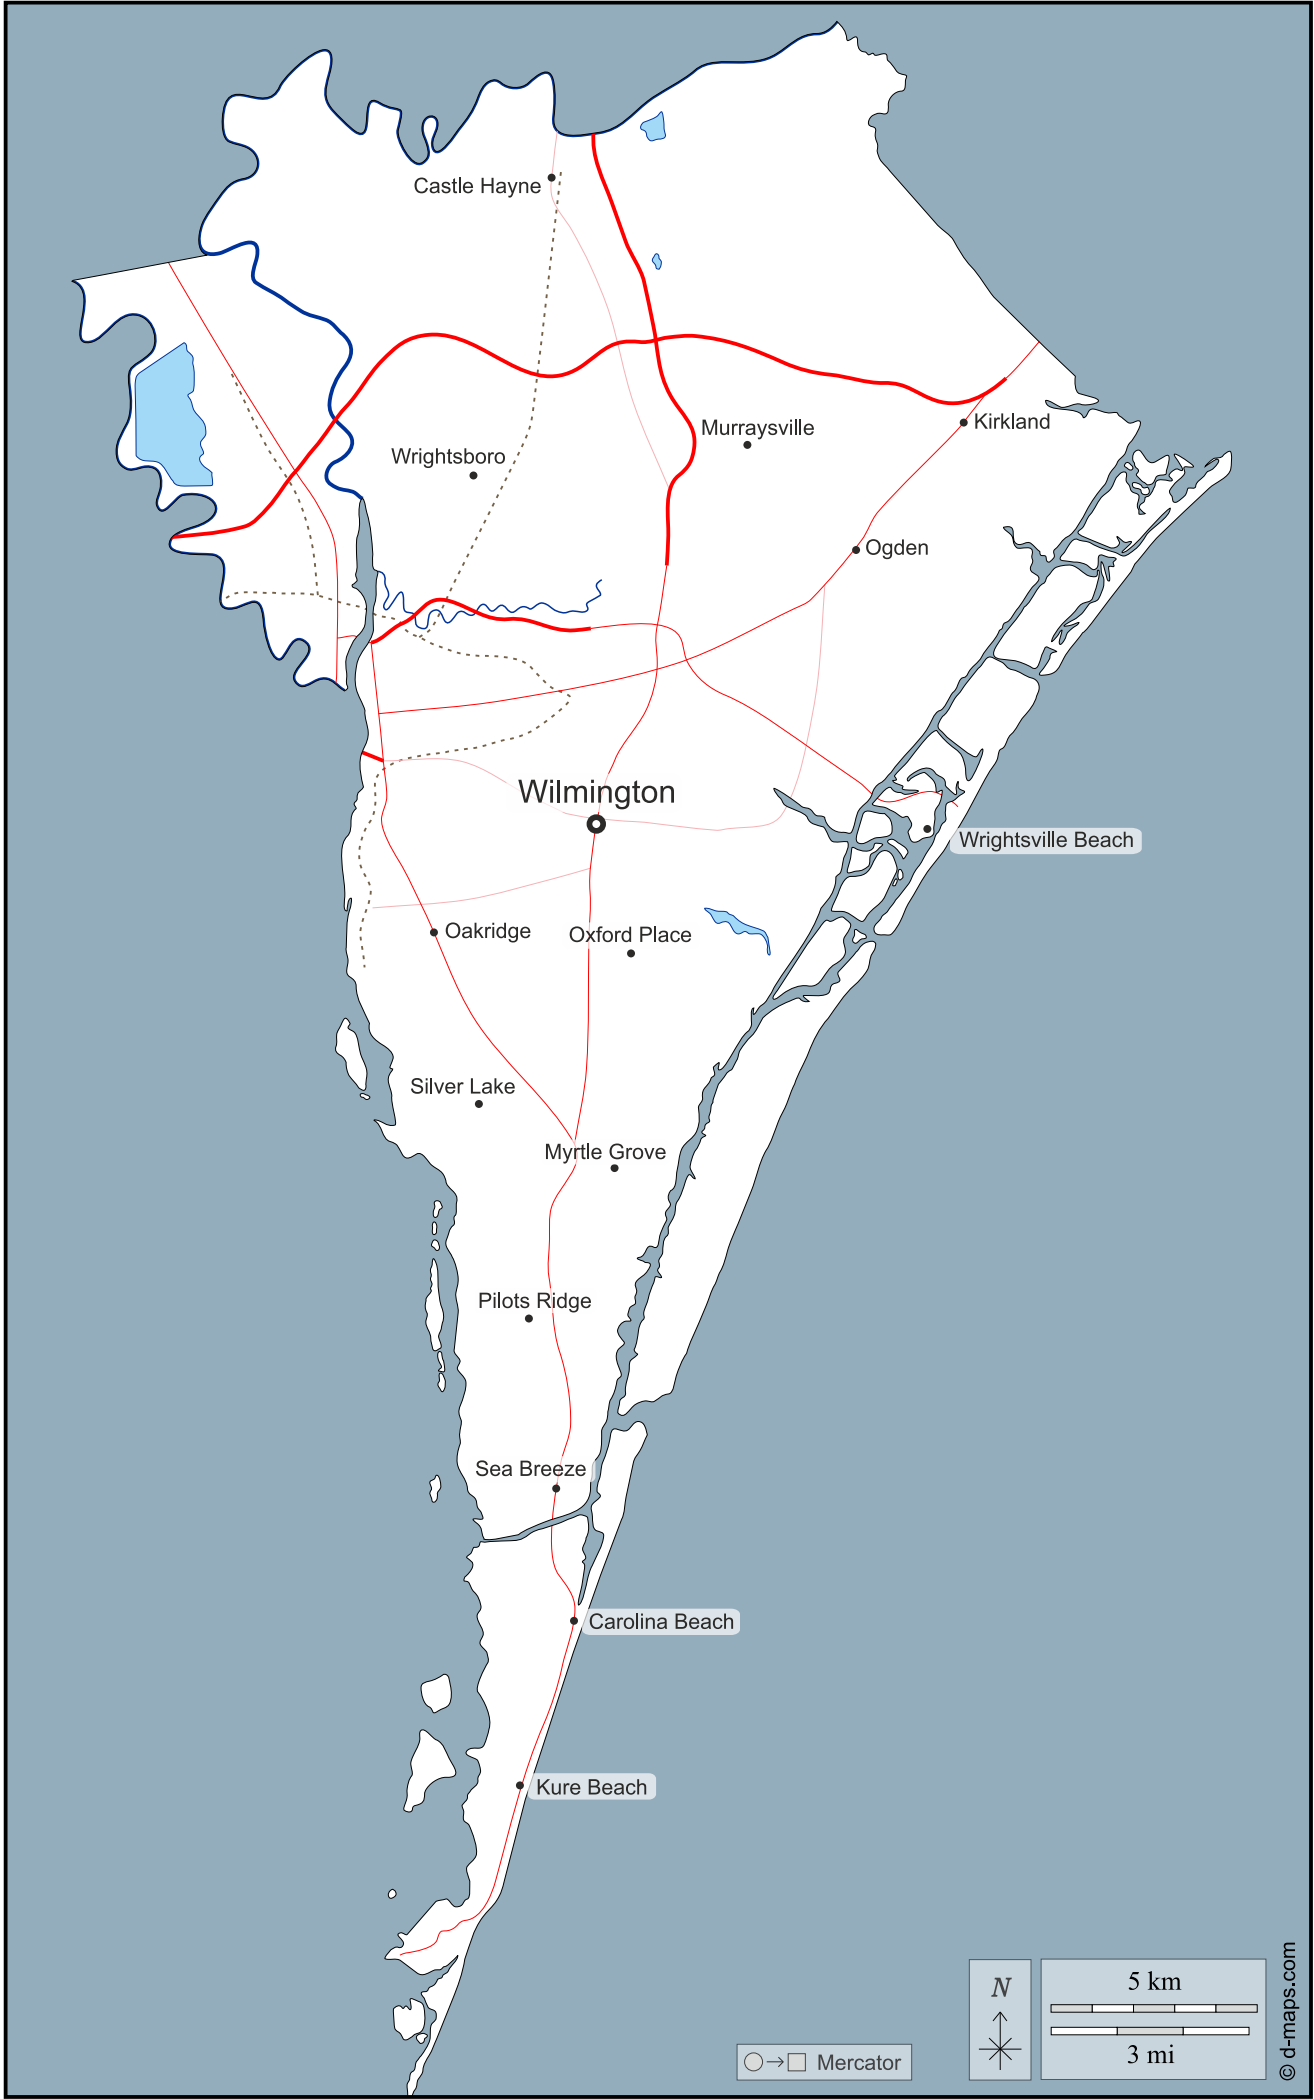 Castle Hayne
Murraysville
Kirkland
Wrightsboro
Ogden
Wilmington
Wrightsville Beach
Oakridge
Oxford Place
Silver Lake
Myrtle Grove
Pilots Ridge
Sea Breeze
Carolina Beach
Kure Beach
N
5 km
3 mi
Mercator
© d-maps.com